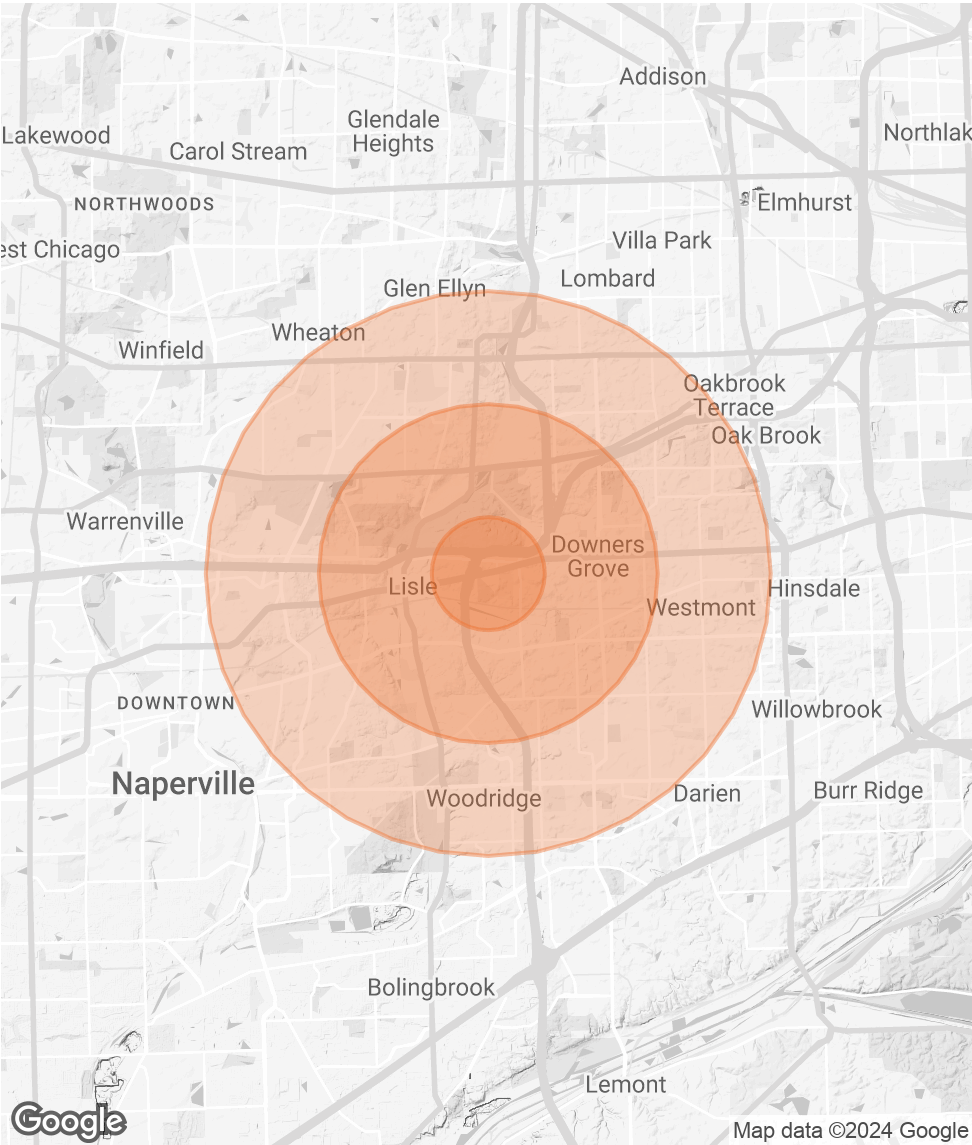 Addison
Glendale
Heights
Northlak
Lakewood
Carol Stream
NORTHWOODS
Elmhurst
Villa Park
est Chicago
Lombard
Glen Ellyn
Wheaton
Winfield
Oakbrook
Terrace
Oak Brook
Warrenville
Downers
Grove
Lisle
Hinsdale
Westmont
DOWNTOWN
Willowbrook
Naperville
Woodridge
Darien
Burr Ridge
Bolingbrook
Lemont
Google
Map data ©2024 Google